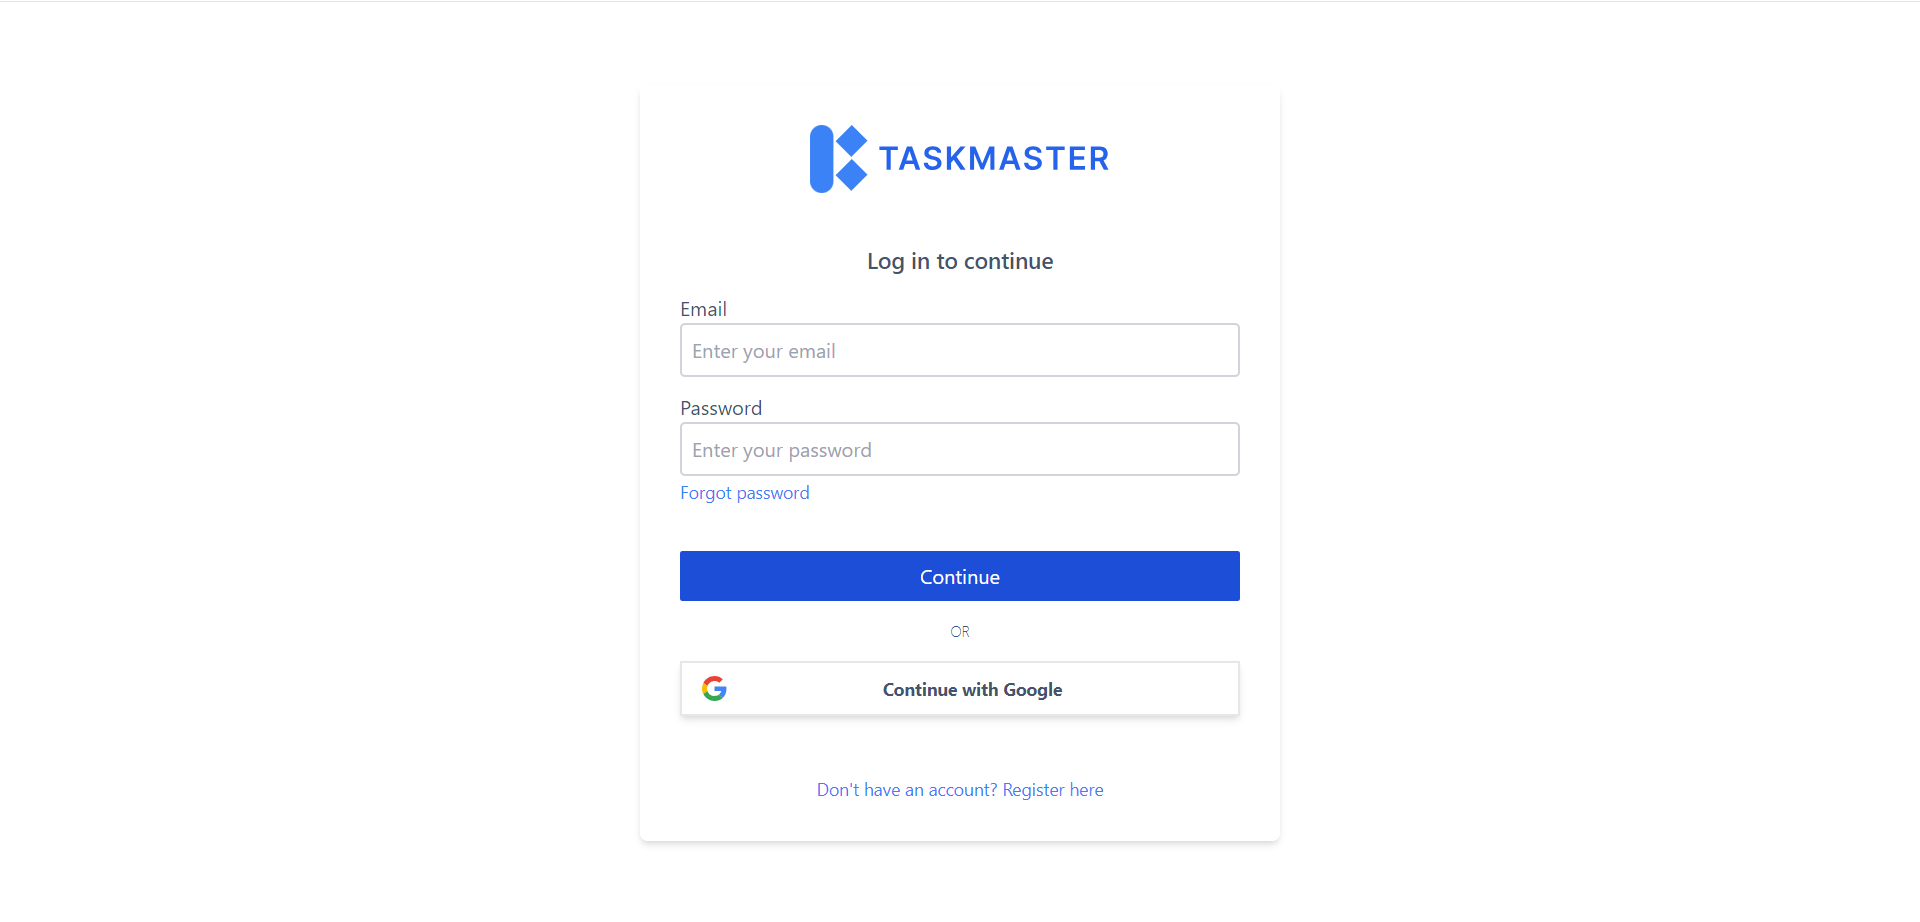 TASKMASTER
Log in to continue
Email
Enter your email
Password
Enter your password
Forgot password
Continue
OR
Continue with Google
Don't have an account? Register here